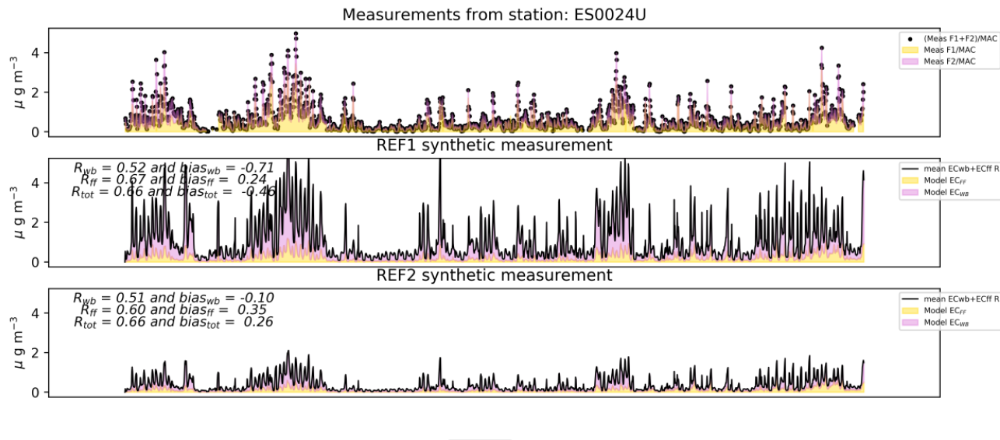 Measurements from station: ES0024U
4
2
0
μ g m⁻³
(Meas F1+F2)/MAC
Meas F1/MAC
Meas F2/MAC
REF1 synthetic measurement
R_wb = 0.52 and bias_wb = -0.71
R_ff = 0.67 and bias_ff = 0.24
R_tot = 0.66 and bias_tot = -0.46
4
2
0
μ g m⁻³
mean ECwb+ECff R
Model EC_FF
Model EC_WB
REF2 synthetic measurement
R_wb = 0.51 and bias_wb = -0.10
R_ff = 0.60 and bias_ff = 0.35
R_tot = 0.66 and bias_tot = 0.26
4
2
0
μ g m⁻³
mean ECwb+ECff R
Model EC_FF
Model EC_WB